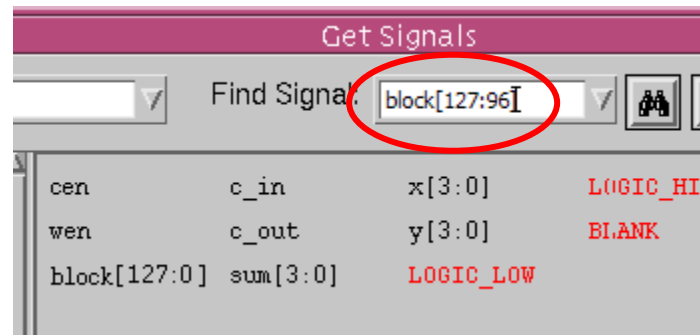 Get Signals
Find Signal: block[127:96]
cen c_in x[3:0] LOGIC_HI
wen c_out y[3:0] BLANK
block[127:0] sum[3:0] LOGIC_LOW